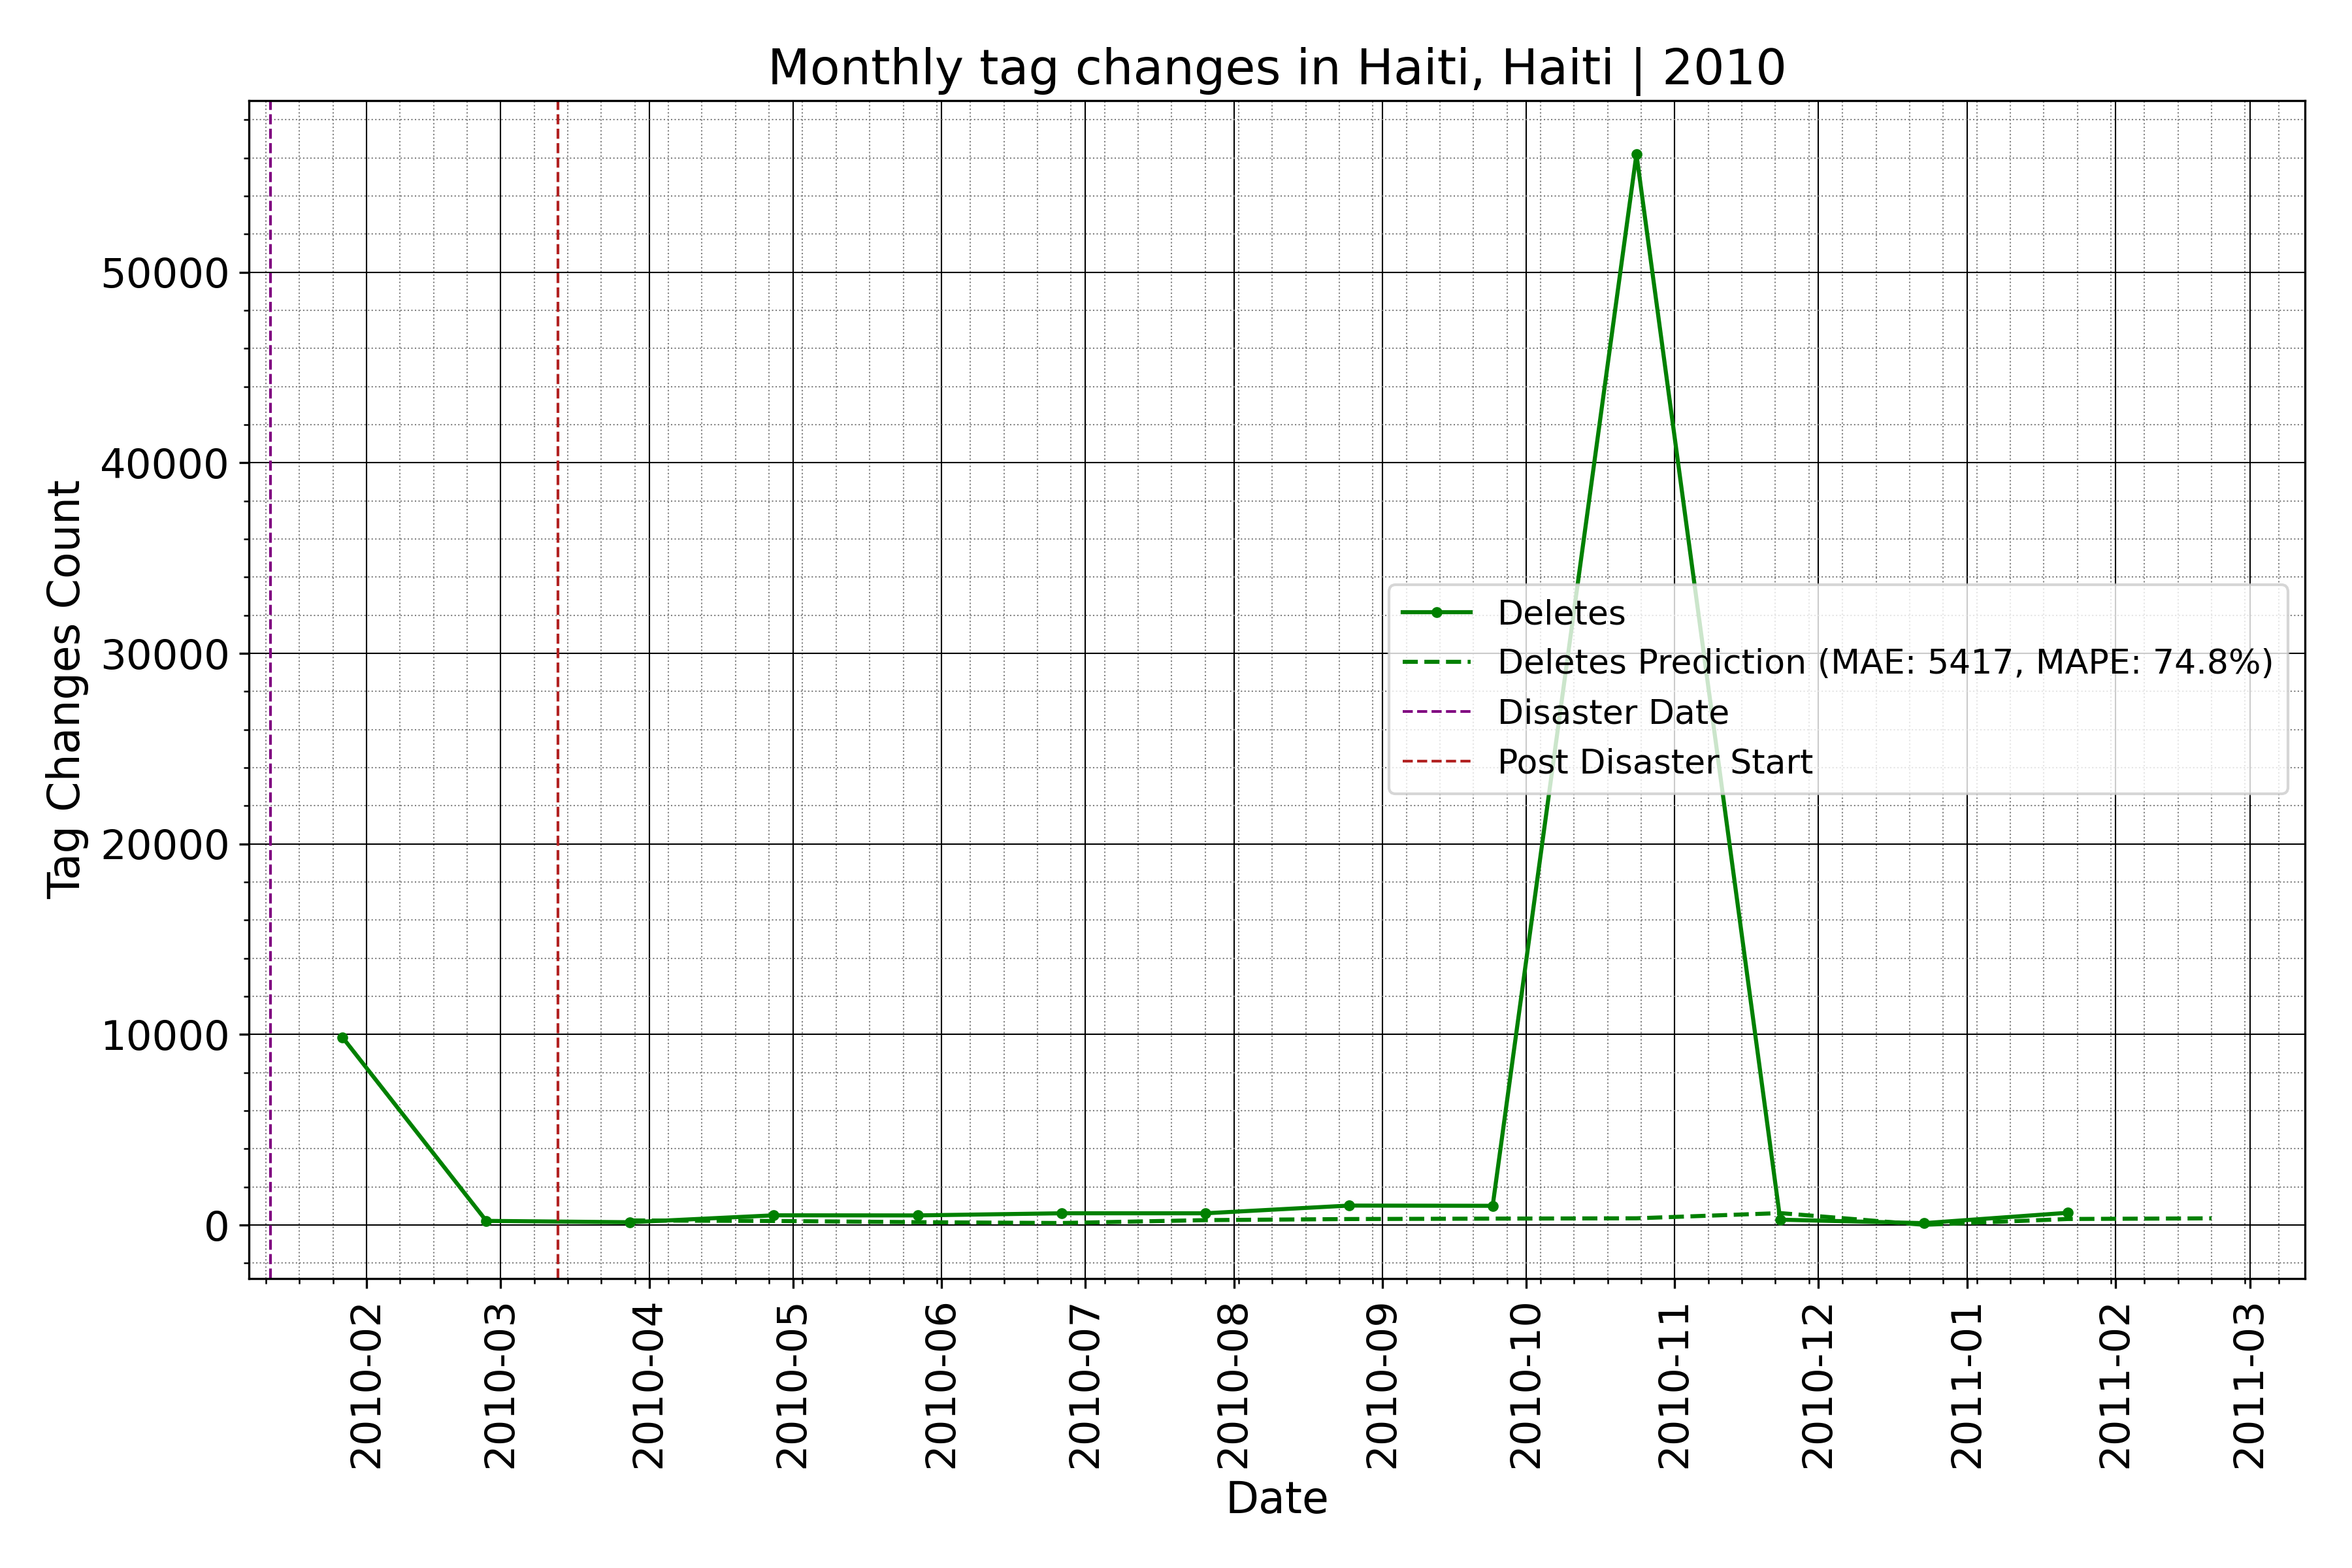 Monthly tag changes in Haiti, Haiti | 2010
Tag Changes Count
50000
40000
30000
20000
10000
0
Deletes
Deletes Prediction (MAE: 5417, MAPE: 74.8%)
Disaster Date
Post Disaster Start
2010-02
2010-03
2010-04
2010-05
2010-06
2010-07
2010-08
2010-09
2010-10
2010-11
2010-12
2011-01
2011-02
2011-03
Date